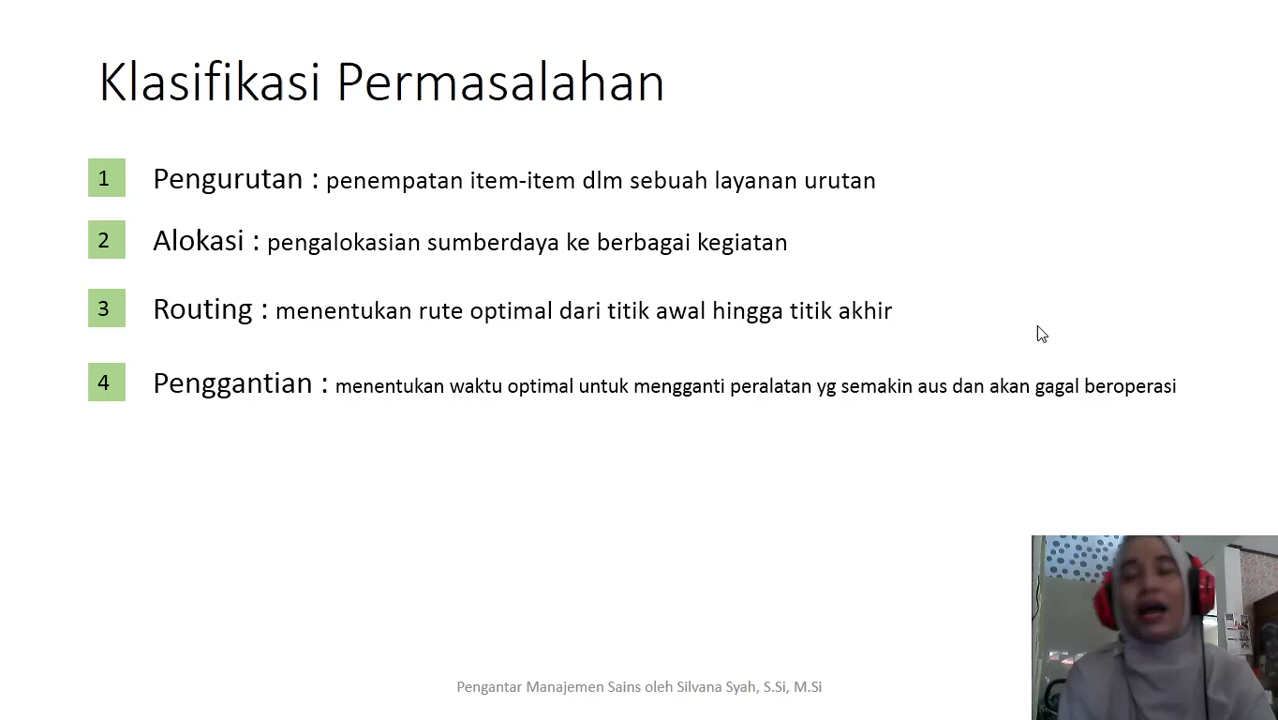 Klasifikasi Permasalahan
1 Pengurutan : penempatan item-item dlm sebuah layanan urutan
2 Alokasi : pengalokasian sumberdaya ke berbagai kegiatan
3 Routing : menentukan rute optimal dari titik awal hingga titik akhir
4 Penggantian : menentukan waktu optimal untuk mengganti peralatan yg semakin aus dan akan gagal beroperasi
Pengantar Manajemen Sains oleh Silvana Syah, S.Si, M.Si